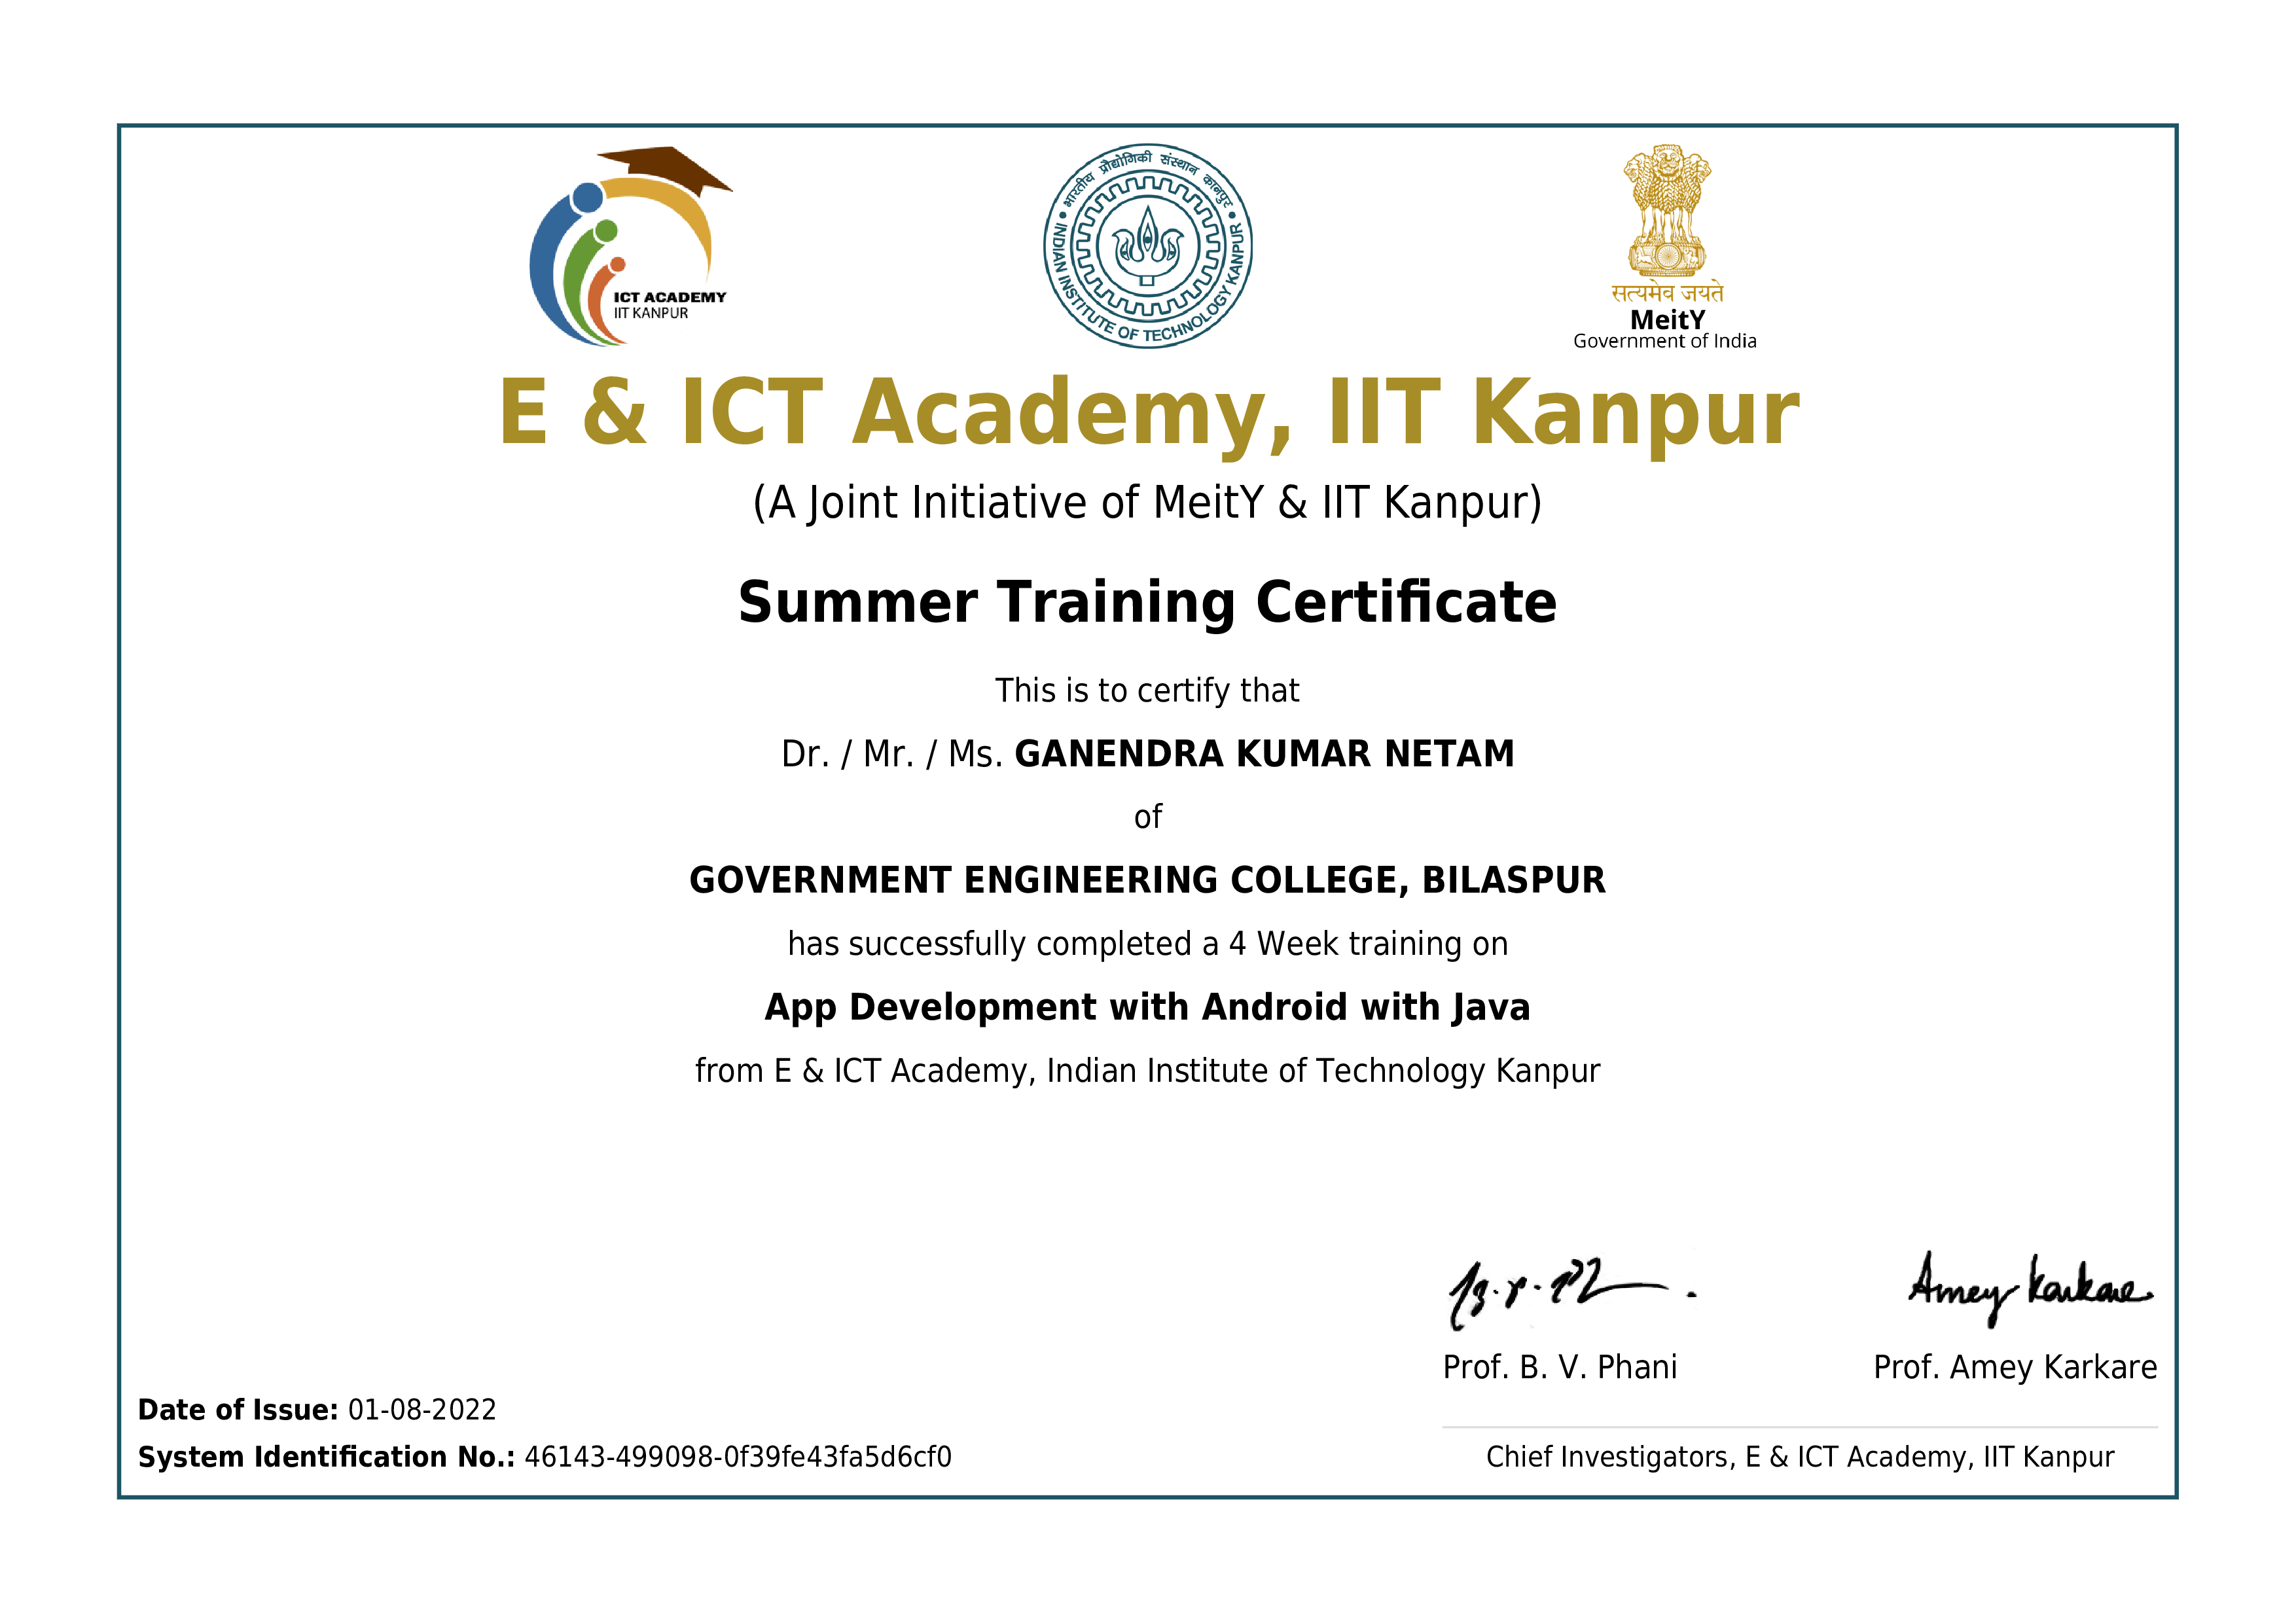 ICT ACADEMY
IIT KANPUR
भारतीय प्रौद्योगिकी संस्थान कानपुर
INDIAN INSTITUTE OF TECHNOLOGY KANPUR
सत्यमेव जयते
MeitY
Government of India
E & ICT Academy, IIT Kanpur
(A Joint Initiative of MeitY & IIT Kanpur)
Summer Training Certificate
This is to certify that
Dr. / Mr. / Ms. GANENDRA KUMAR NETAM
of
GOVERNMENT ENGINEERING COLLEGE, BILASPUR
has successfully completed a 4 Week training on
App Development with Android with Java
from E & ICT Academy, Indian Institute of Technology Kanpur
Amey Karkare
Prof. B. V. Phani
Prof. Amey Karkare
Date of Issue: 01-08-2022
System Identification No.: 46143-499098-0f39fe43fa5d6cf0
Chief Investigators, E & ICT Academy, IIT Kanpur